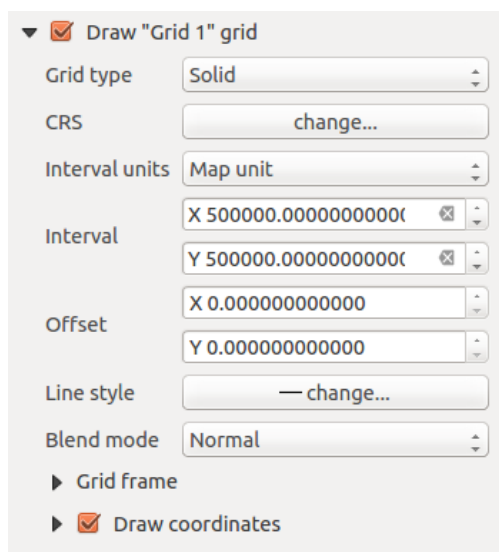 Draw "Grid 1" grid
Grid type Solid
CRS change...
Interval units Map unit
Interval
X 500000.0000000000
Y 500000.0000000000
Offset
X 0.000000000000
Y 0.000000000000
Line style change...
Blend mode Normal
Grid frame
Draw coordinates